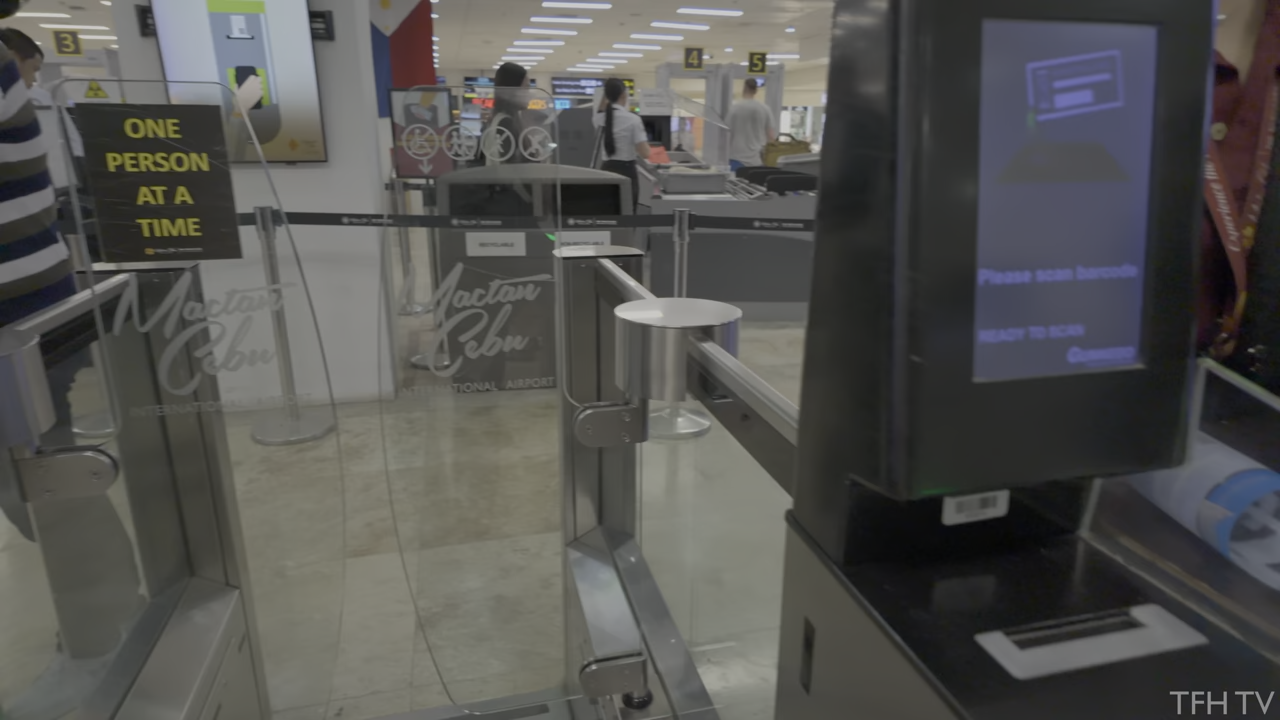 3
4
5
ONE
PERSON
AT A
TIME
Mactan
Cebu
INTERNATIONAL AIRPORT
Mactan
Cebu
INTERNATIONAL AIRPORT
RECYCLABLE
Please scan barcode
READY TO SCAN
TFH TV